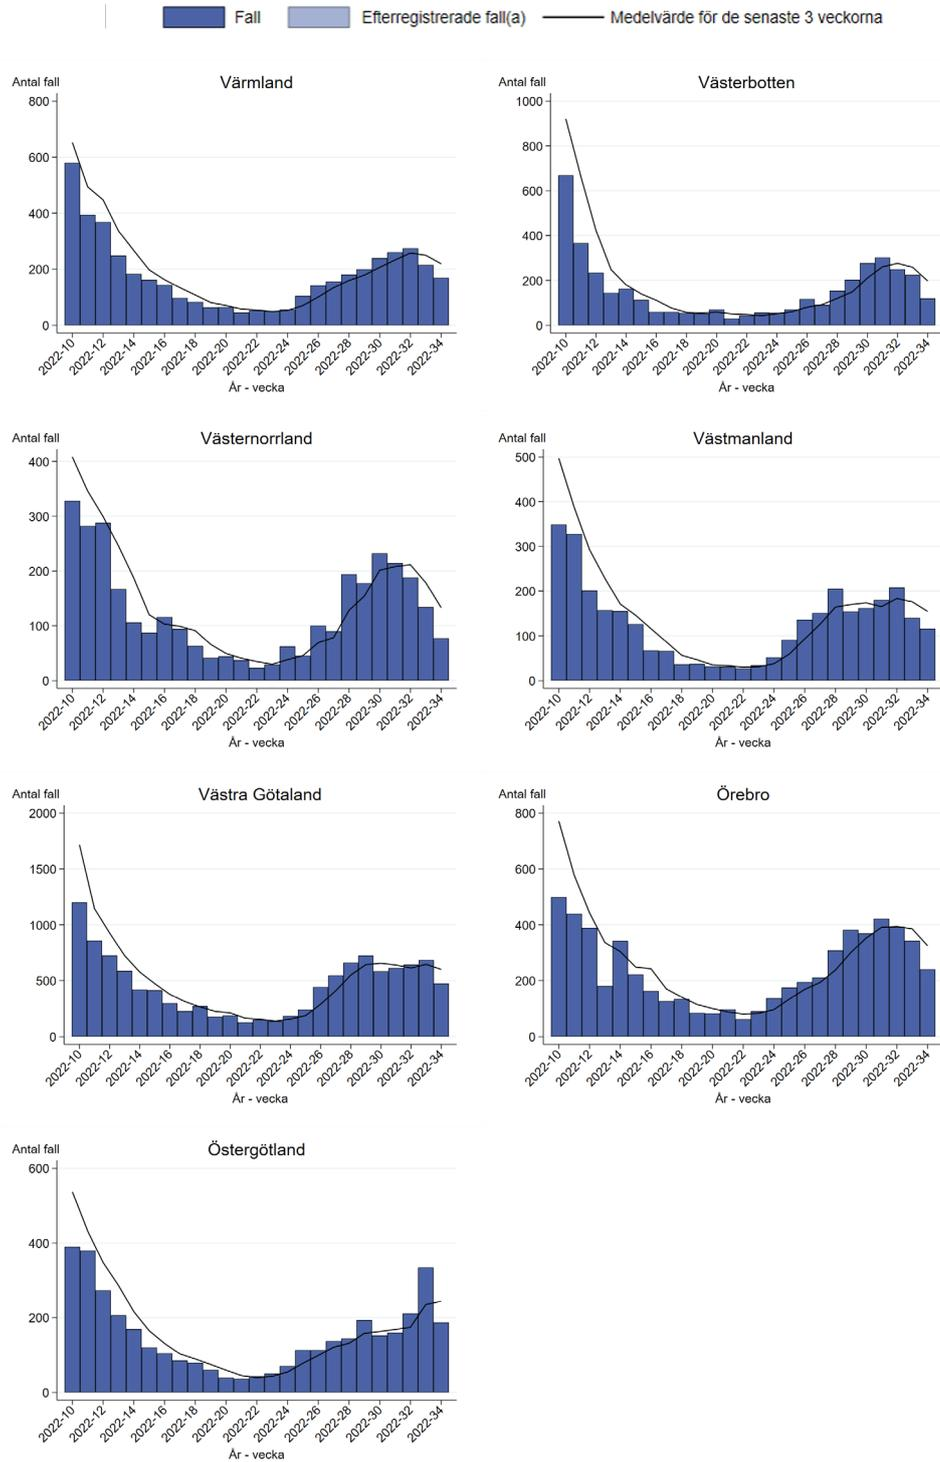 Fall Efterregistrerade fall(a) Medelvärde för de senaste 3 veckorna
Antal fall Värmland
800
600
400
200
0
2022-10 2022-12 2022-14 2022-16 2022-18 2022-20 2022-22 2022-24 2022-26 2022-28 2022-30 2022-32 2022-34
År - vecka
Antal fall Västerbotten
1000
800
600
400
200
0
2022-10 2022-12 2022-14 2022-16 2022-18 2022-20 2022-22 2022-24 2022-26 2022-28 2022-30 2022-32 2022-34
År - vecka
Antal fall Västernorrland
400
300
200
100
0
2022-10 2022-12 2022-14 2022-16 2022-18 2022-20 2022-22 2022-24 2022-26 2022-28 2022-30 2022-32 2022-34
År - vecka
Antal fall Västmanland
500
400
300
200
100
0
2022-10 2022-12 2022-14 2022-16 2022-18 2022-20 2022-22 2022-24 2022-26 2022-28 2022-30 2022-32 2022-34
År - vecka
Antal fall Västra Götaland
2000
1500
1000
500
0
2022-10 2022-12 2022-14 2022-16 2022-18 2022-20 2022-22 2022-24 2022-26 2022-28 2022-30 2022-32 2022-34
År - vecka
Antal fall Örebro
800
600
400
200
0
2022-10 2022-12 2022-14 2022-16 2022-18 2022-20 2022-22 2022-24 2022-26 2022-28 2022-30 2022-32 2022-34
År - vecka
Antal fall Östergötland
600
400
200
0
2022-10 2022-12 2022-14 2022-16 2022-18 2022-20 2022-22 2022-24 2022-26 2022-28 2022-30 2022-32 2022-34
År - vecka